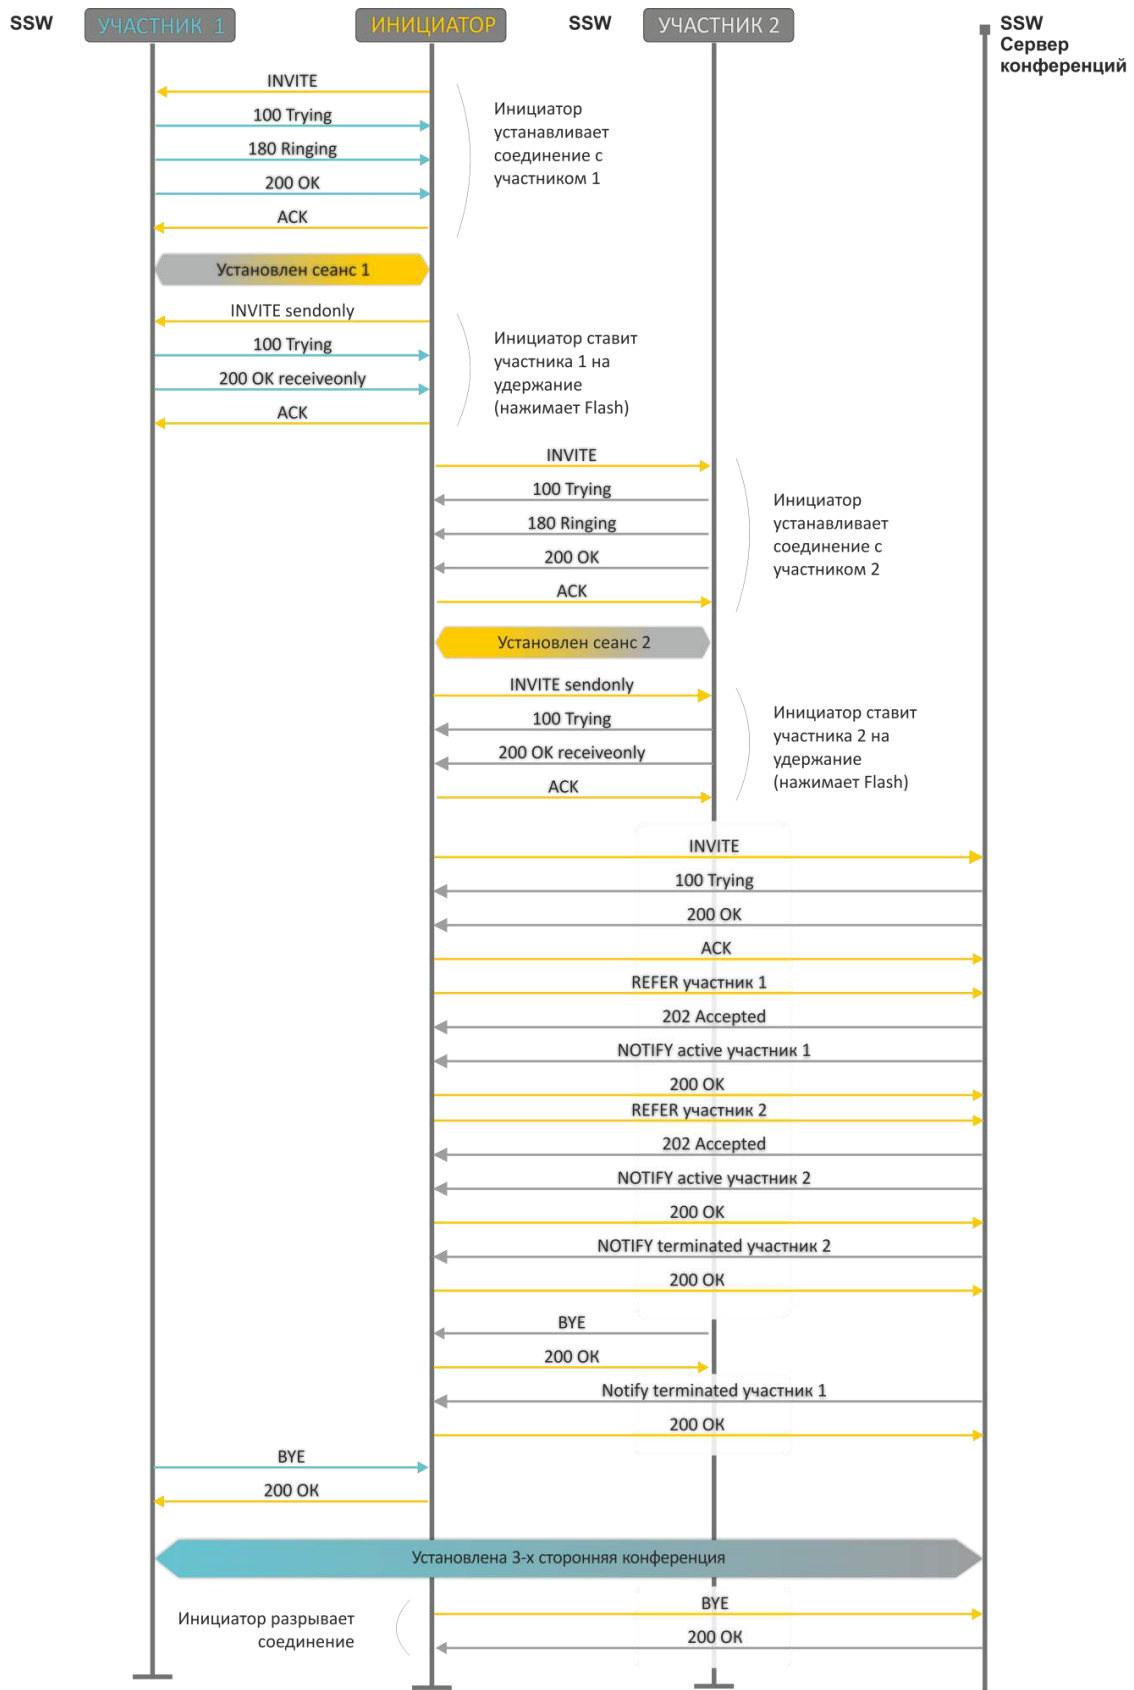 SSW
УЧАСТНИК 1
ИНИЦИАТОР
SSW
УЧАСТНИК 2
SSW
Сервер
конференций
INVITE
100 Trying
180 Ringing
200 OK
ACK
Инициатор
устанавливает
соединение с
участником 1
Установлен сеанс 1
INVITE sendonly
100 Trying
200 OK receiveonly
ACK
Инициатор ставит
участника 1 на
удержание
(нажимает Flash)
INVITE
100 Trying
180 Ringing
200 OK
ACK
Инициатор
устанавливает
соединение с
участником 2
Установлен сеанс 2
INVITE sendonly
100 Trying
200 OK receiveonly
ACK
Инициатор ставит
участника 2 на
удержание
(нажимает Flash)
INVITE
100 Trying
200 OK
ACK
REFER участник 1
202 Accepted
NOTIFY active участник 1
200 OK
REFER участник 2
202 Accepted
NOTIFY active участник 2
200 OK
NOTIFY terminated участник 2
200 OK
BYE
200 OK
Notify terminated участник 1
200 OK
BYE
200 OK
Установлена 3-х сторонняя конференция
Инициатор разрывает
соединение
BYE
200 OK